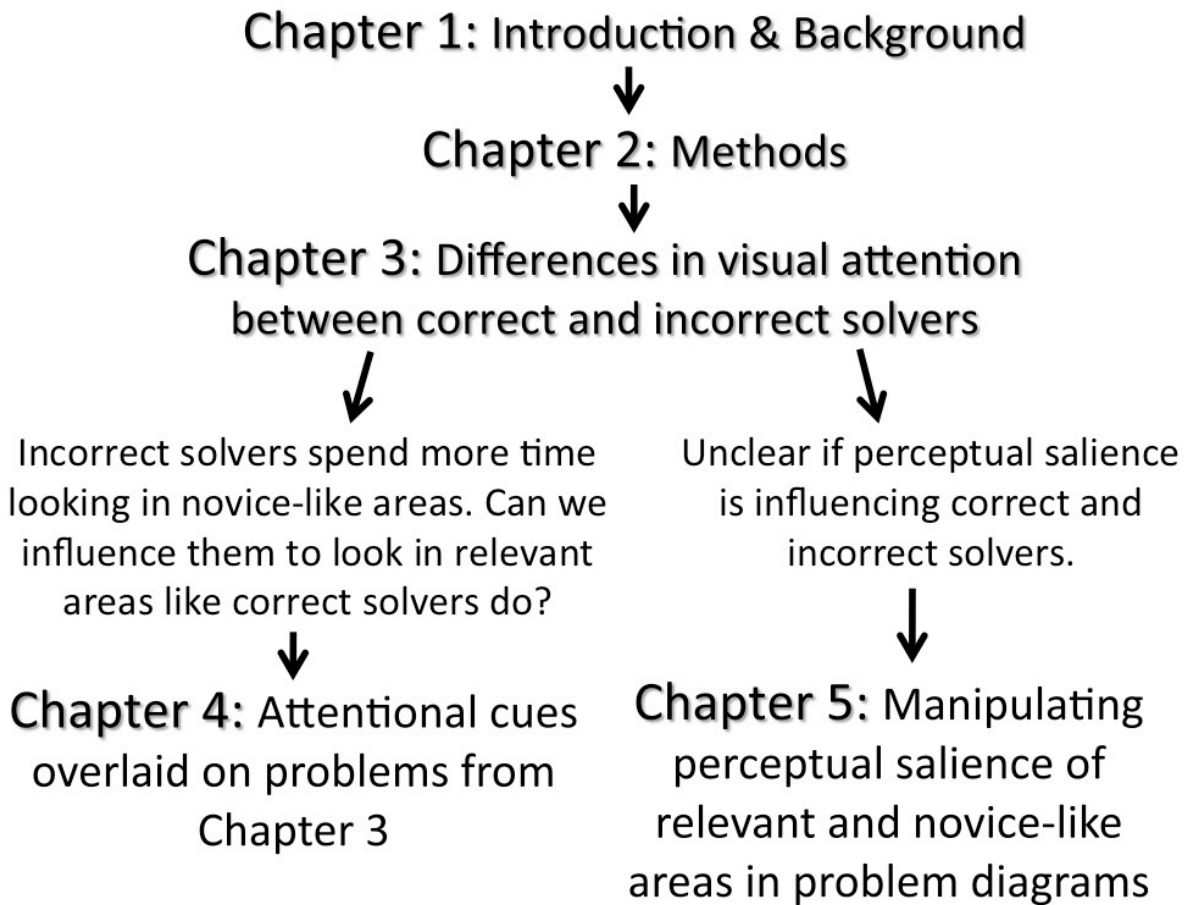 Chapter 1: Introduction & Background
Chapter 2: Methods
Chapter 3: Differences in visual attention
between correct and incorrect solvers
Incorrect solvers spend more time
looking in novice-like areas. Can we
influence them to look in relevant
areas like correct solvers do?
Unclear if perceptual salience
is influencing correct and
incorrect solvers.
Chapter 4: Attentional cues
overlaid on problems from
Chapter 3
Chapter 5: Manipulating
perceptual salience of
relevant and novice-like
areas in problem diagrams